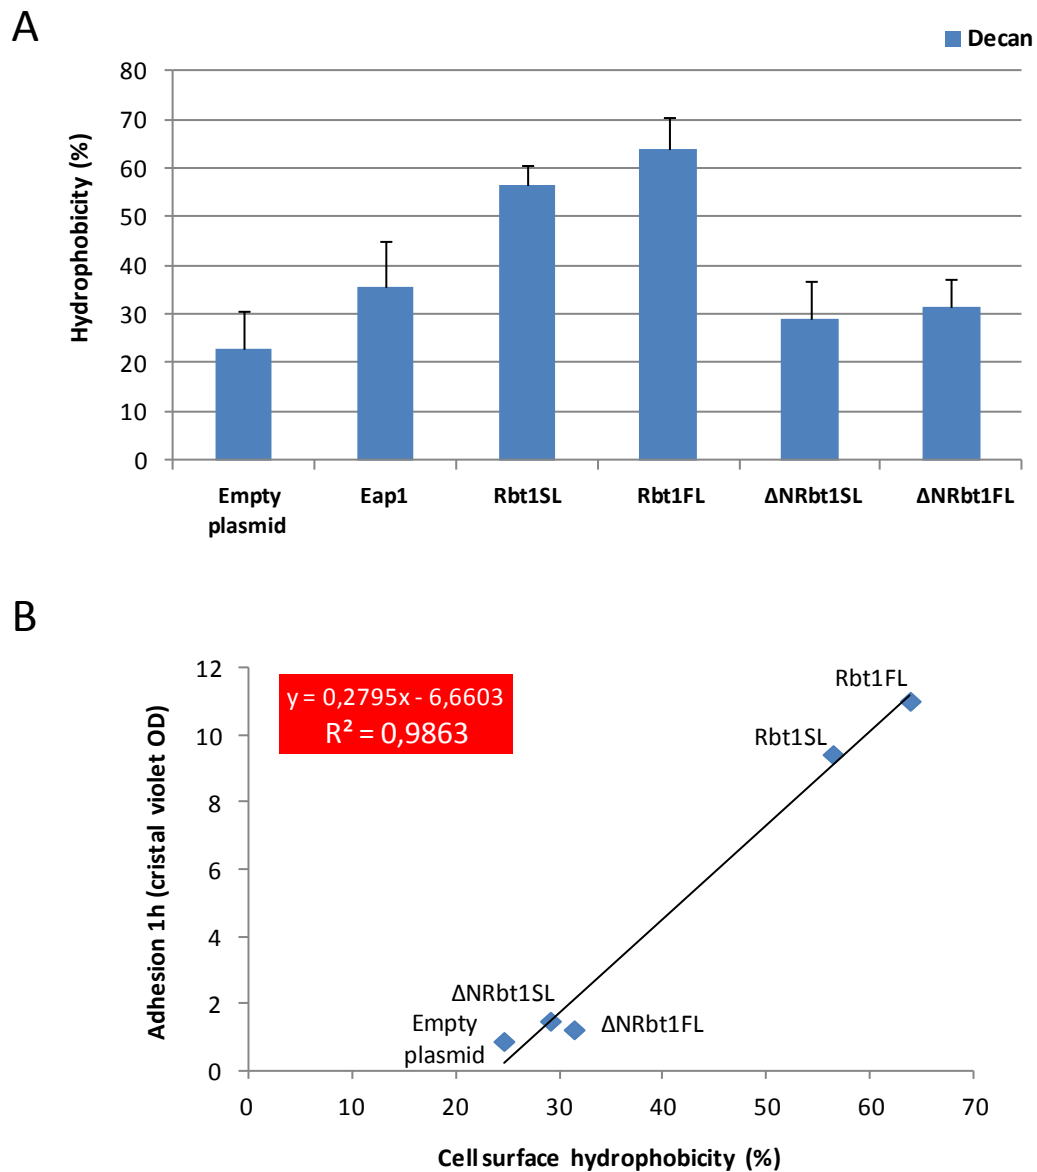 A
Decan
Hydrophobicity (%)
80
70
60
50
40
30
20
10
0
Empty plasmid
Eap1
Rbt1SL
Rbt1FL
ΔNRbt1SL
ΔNRbt1FL
B
Adhesion 1h (cristal violet OD)
12
10
8
6
4
2
0
y = 0,2795x - 6,6603
R² = 0,9863
Rbt1FL
Rbt1SL
ΔNRbt1SL
Empty
plasmid
ΔNRbt1FL
0 10 20 30 40 50 60 70
Cell surface hydrophobicity (%)